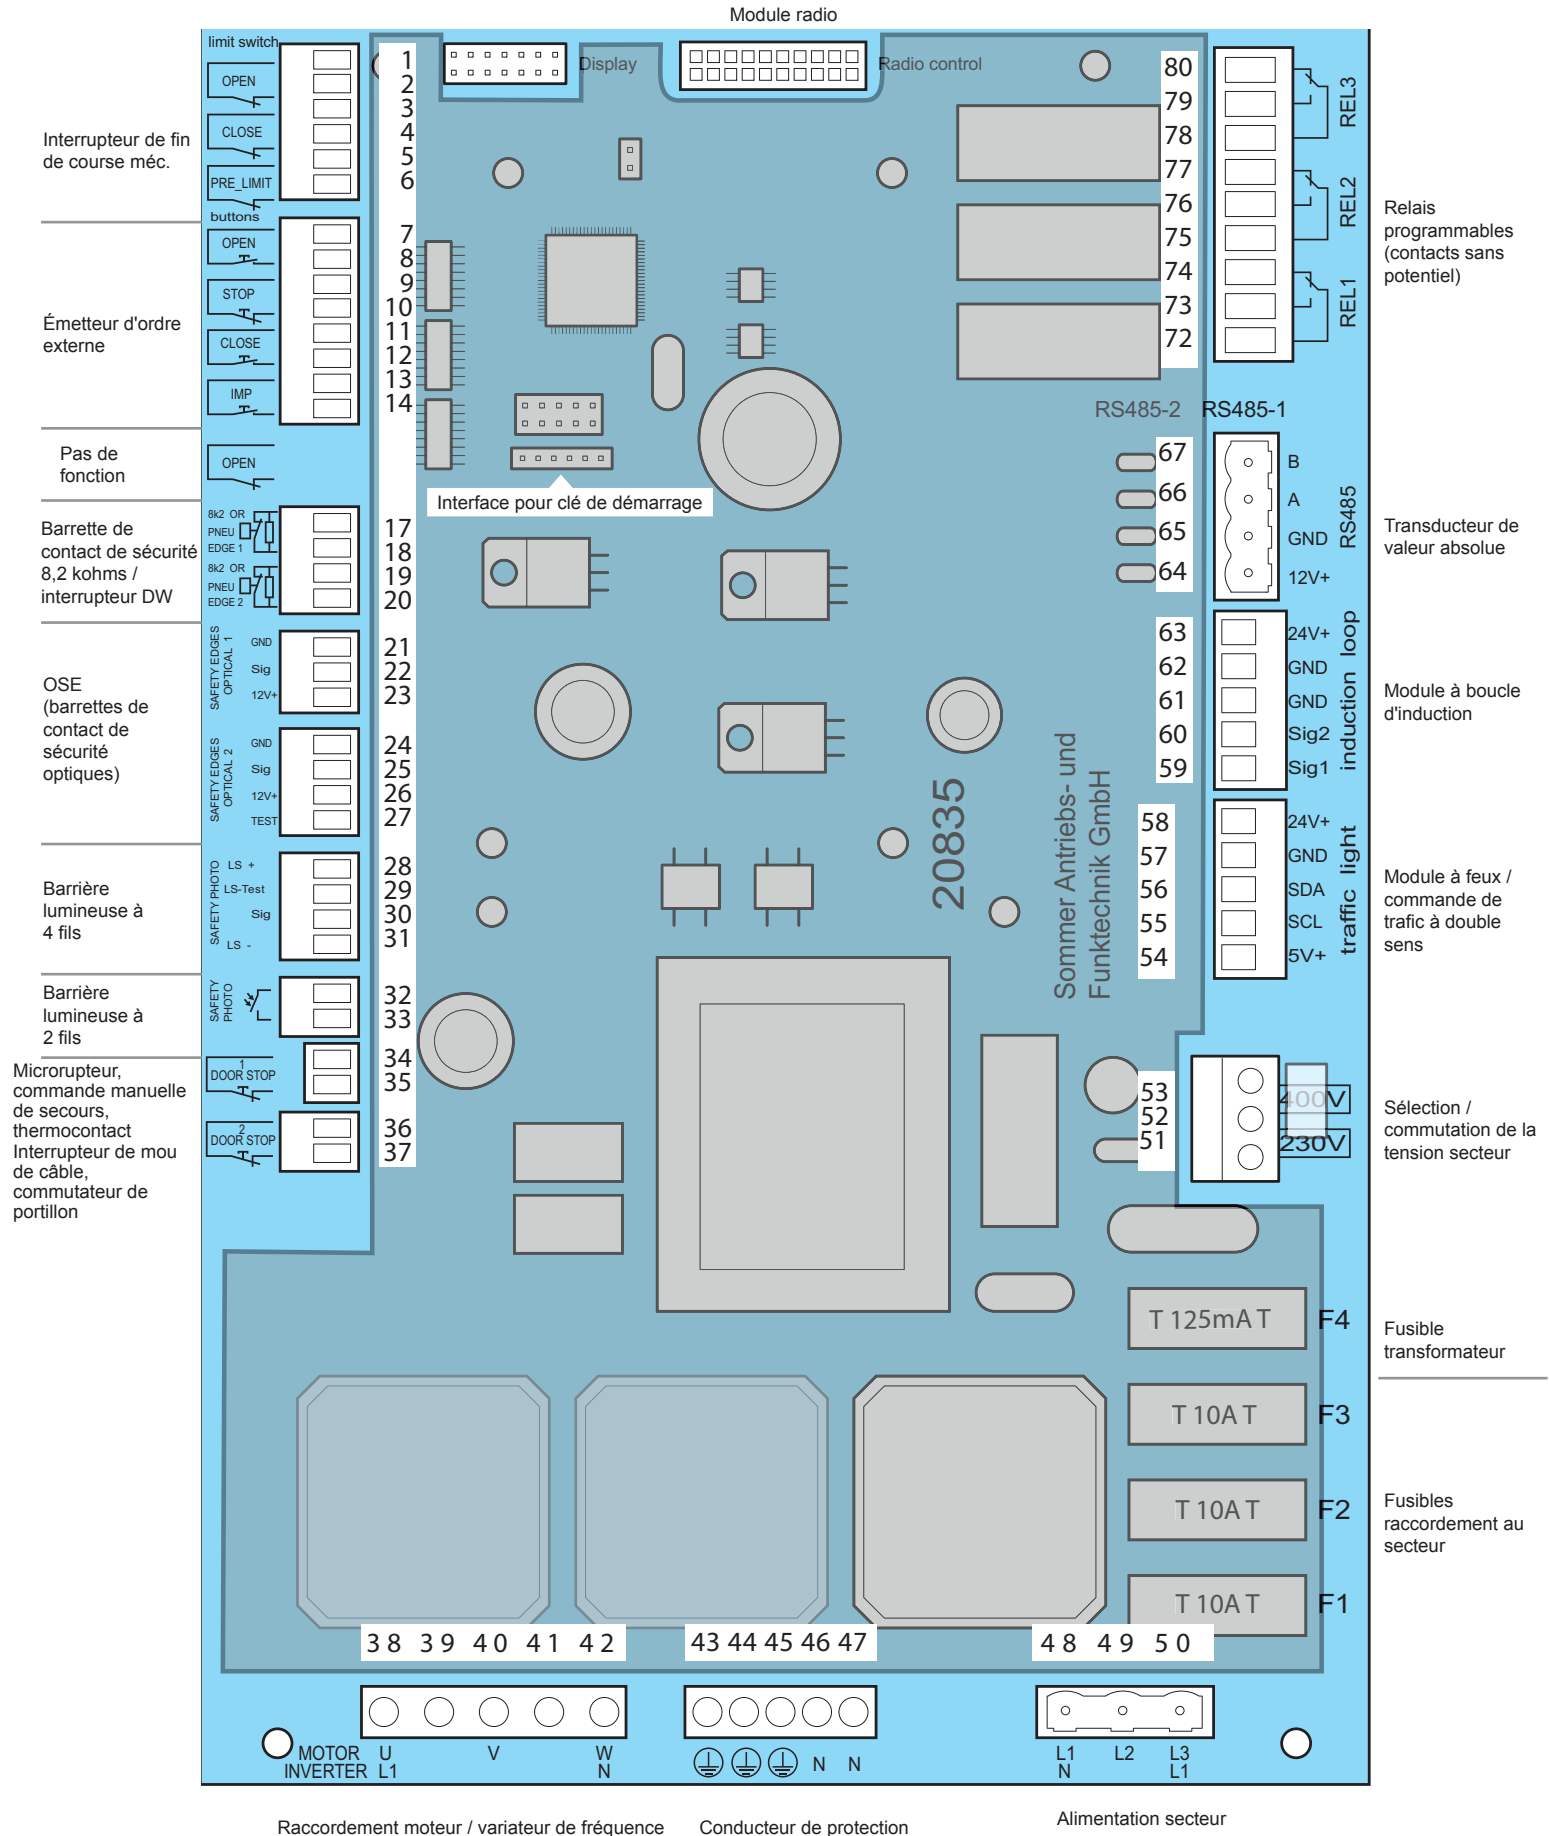 Module radio
limit switch
OPEN
CLOSE
PRE_LIMIT
Interrupteur de fin
de course méc.
1
2
3
4
5
6
Display
Radio control
80
79
78
77
76
75
74
73
72
REL3
REL2
REL1
Relais
programmables
(contacts sans
potentiel)
buttons
OPEN
STOP
CLOSE
IMP
Émetteur d'ordre
externe
7
8
9
10
11
12
13
14
Pas de
fonction
OPEN
Interface pour clé de démarrage
RS485-2 RS485-1
67
66
65
64
B
A
GND
12V+
RS485
Transducteur de
valeur absolue
Barrette de
contact de sécurité
8,2 kohms /
interrupteur DW
8k2 OR
PNEU
EDGE 1
8k2 OR
PNEU
EDGE 2
17
18
19
20
OSE
(barrettes de
contact de
sécurité
optiques)
SAFETY EDGES
OPTICAL 1
GND
Sig
12V+
21
22
23
SAFETY EDGES
OPTICAL 2
GND
Sig
12V+
TEST
24
25
26
27
63
62
61
60
59
24V+
GND
GND
Sig2
Sig1
induction loop
Module à boucle
d'induction
20835
Sommer Antriebs- und
Funktechnik GmbH
58
57
56
55
54
24V+
GND
SDA
SCL
5V+
traffic light
Module à feux /
commande de
trafic à double
sens
Barrière
lumineuse à
4 fils
SAFETY PHOTO
LS +
LS-Test
Sig
LS -
28
29
30
31
Barrière
lumineuse à
2 fils
SAFETY
PHOTO
32
33
Microrupteur,
commande manuelle
de secours,
thermocontact
Interrupteur de mou
de câble,
commutateur de
portillon
1
DOOR STOP
34
35
2
DOOR STOP
36
37
53
52
51
400V
230V
Sélection /
commutation de la
tension secteur
T 125mA T
F4
Fusible
transformateur
T 10A T
F3
T 10A T
F2
T 10A T
F1
Fusibles
raccordement au
secteur
38 39 40 41 42
43 44 45 46 47
48 49 50
MOTOR U V W
INVERTER L1 N
N N
L1 L2 L3
N L1
Raccordement moteur / variateur de fréquence
Conducteur de protection
Alimentation secteur